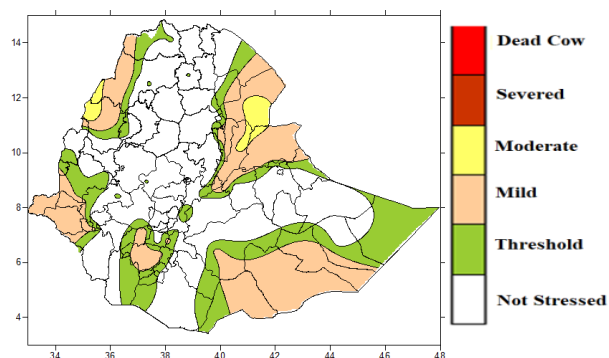 14
12
10
8
6
4
34 36 38 40 42 44 46 48
Dead Cow
Severed
Moderate
Mild
Threshold
Not Stressed